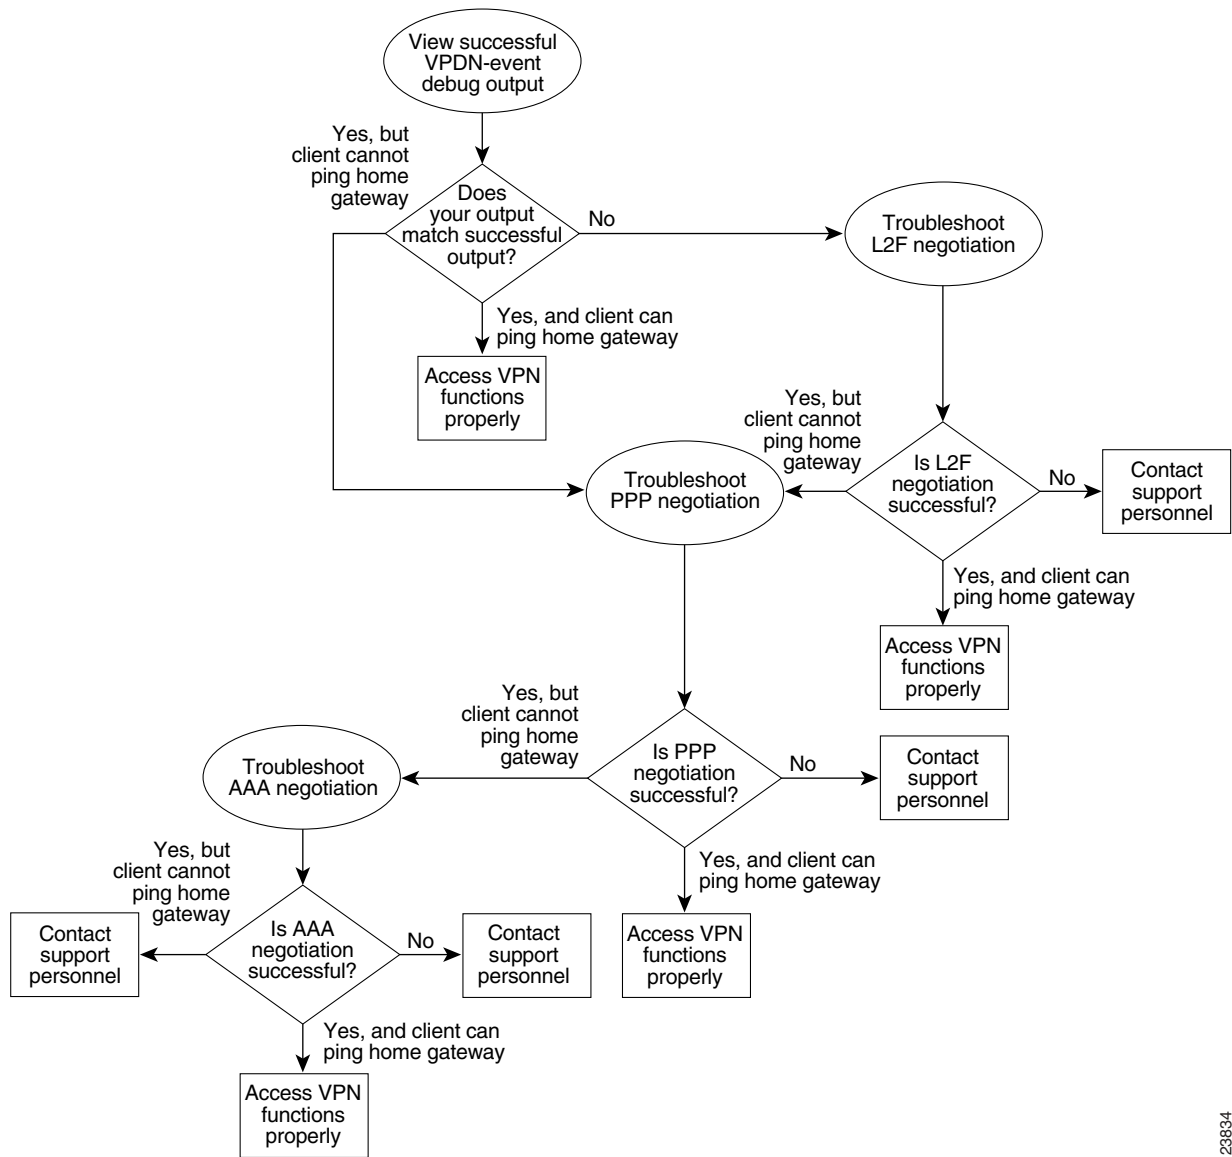 View successful
VPDN-event
debug output
Yes, but
client cannot
ping home
gateway
Does
your output
match successful
output?
No
Troubleshoot
L2F negotiation
Yes, and client can
ping home gateway
Access VPN
functions
properly
Yes, but
client cannot
ping home
gateway
Is L2F
negotiation
successful?
No
Contact
support
personnel
Troubleshoot
PPP negotiation
Yes, and client can
ping home gateway
Access VPN
functions
properly
Yes, but
client cannot
ping home
gateway
Is PPP
negotiation
successful?
No
Contact
support
personnel
Troubleshoot
AAA negotiation
Yes, and client can
ping home gateway
Access VPN
functions
properly
Yes, but
client cannot
ping home
gateway
Contact
support
personnel
Is AAA
negotiation
successful?
No
Contact
support
personnel
Yes, and client can
ping home gateway
Access VPN
functions
properly
23834